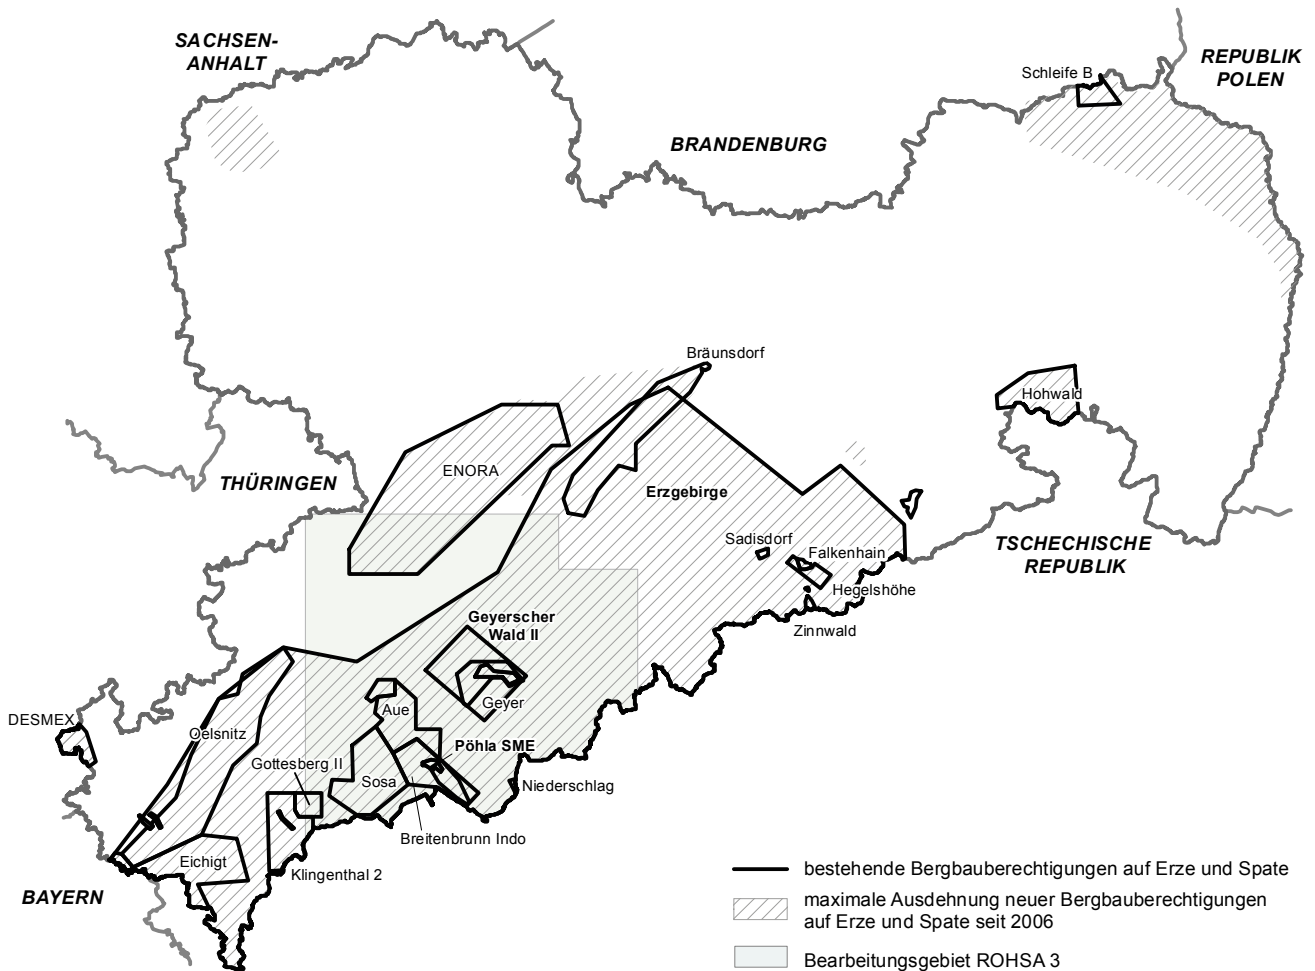 SACHSEN-
ANHALT
Schleife B
REPUBLIK
POLEN
BRANDENBURG
Bräunsdorf
Hohwald
ENORA
THÜRINGEN
Erzgebirge
Sadisdorf
Falkenhain
TSCHECHISCHE
REPUBLIK
Hegelshöhe
Zinnwald
Geyerscher
Wald II
Geyer
Aue
DESMEX
Oelsnitz
Pöhla SME
Gottesberg II
Sosa
Niederschlag
Breitenbrunn Indo
Eichigt
Klingenthal 2
BAYERN
bestehende Bergbauberechtigungen auf Erze und Spate
maximale Ausdehnung neuer Bergbauberechtigungen
auf Erze und Spate seit 2006
Bearbeitungsgebiet ROHSA 3